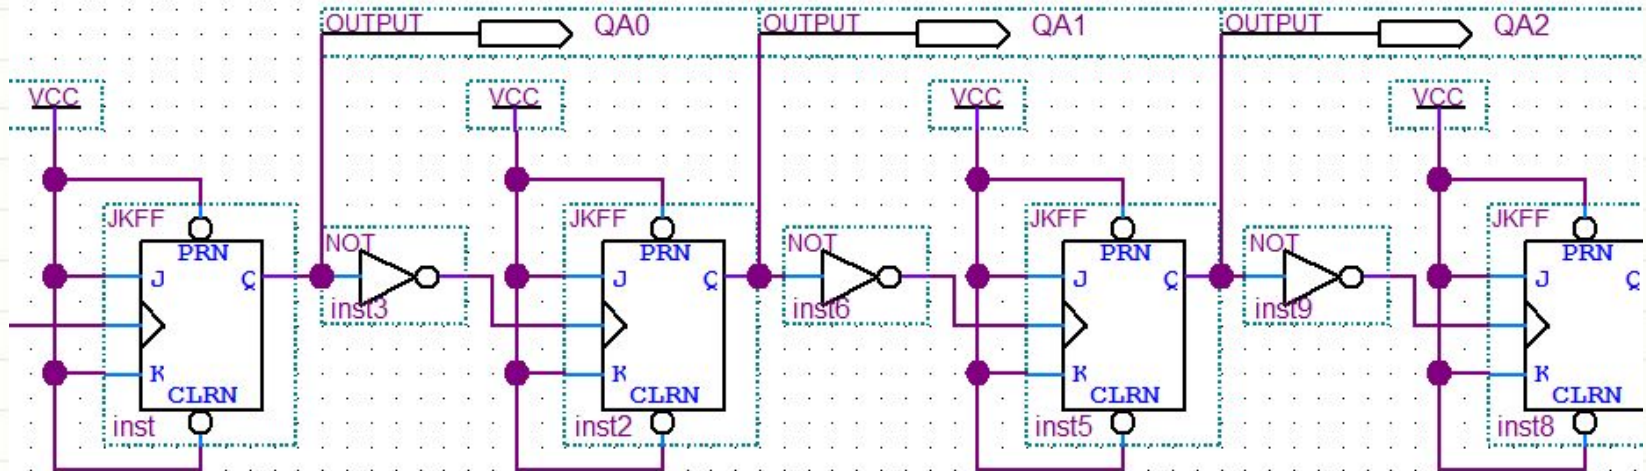 OUTPUT QA0 OUTPUT QA1 OUTPUT QA2
VCC VCC VCC VCC
JKFF JKFF JKFF JKFF
PRN PRN PRN PRN
NOT NOT NOT
J Q J Q J Q J Q
inst3 inst6 inst9
K K K K
CLRN CLRN CLRN CLRN
inst inst2 inst5 inst8